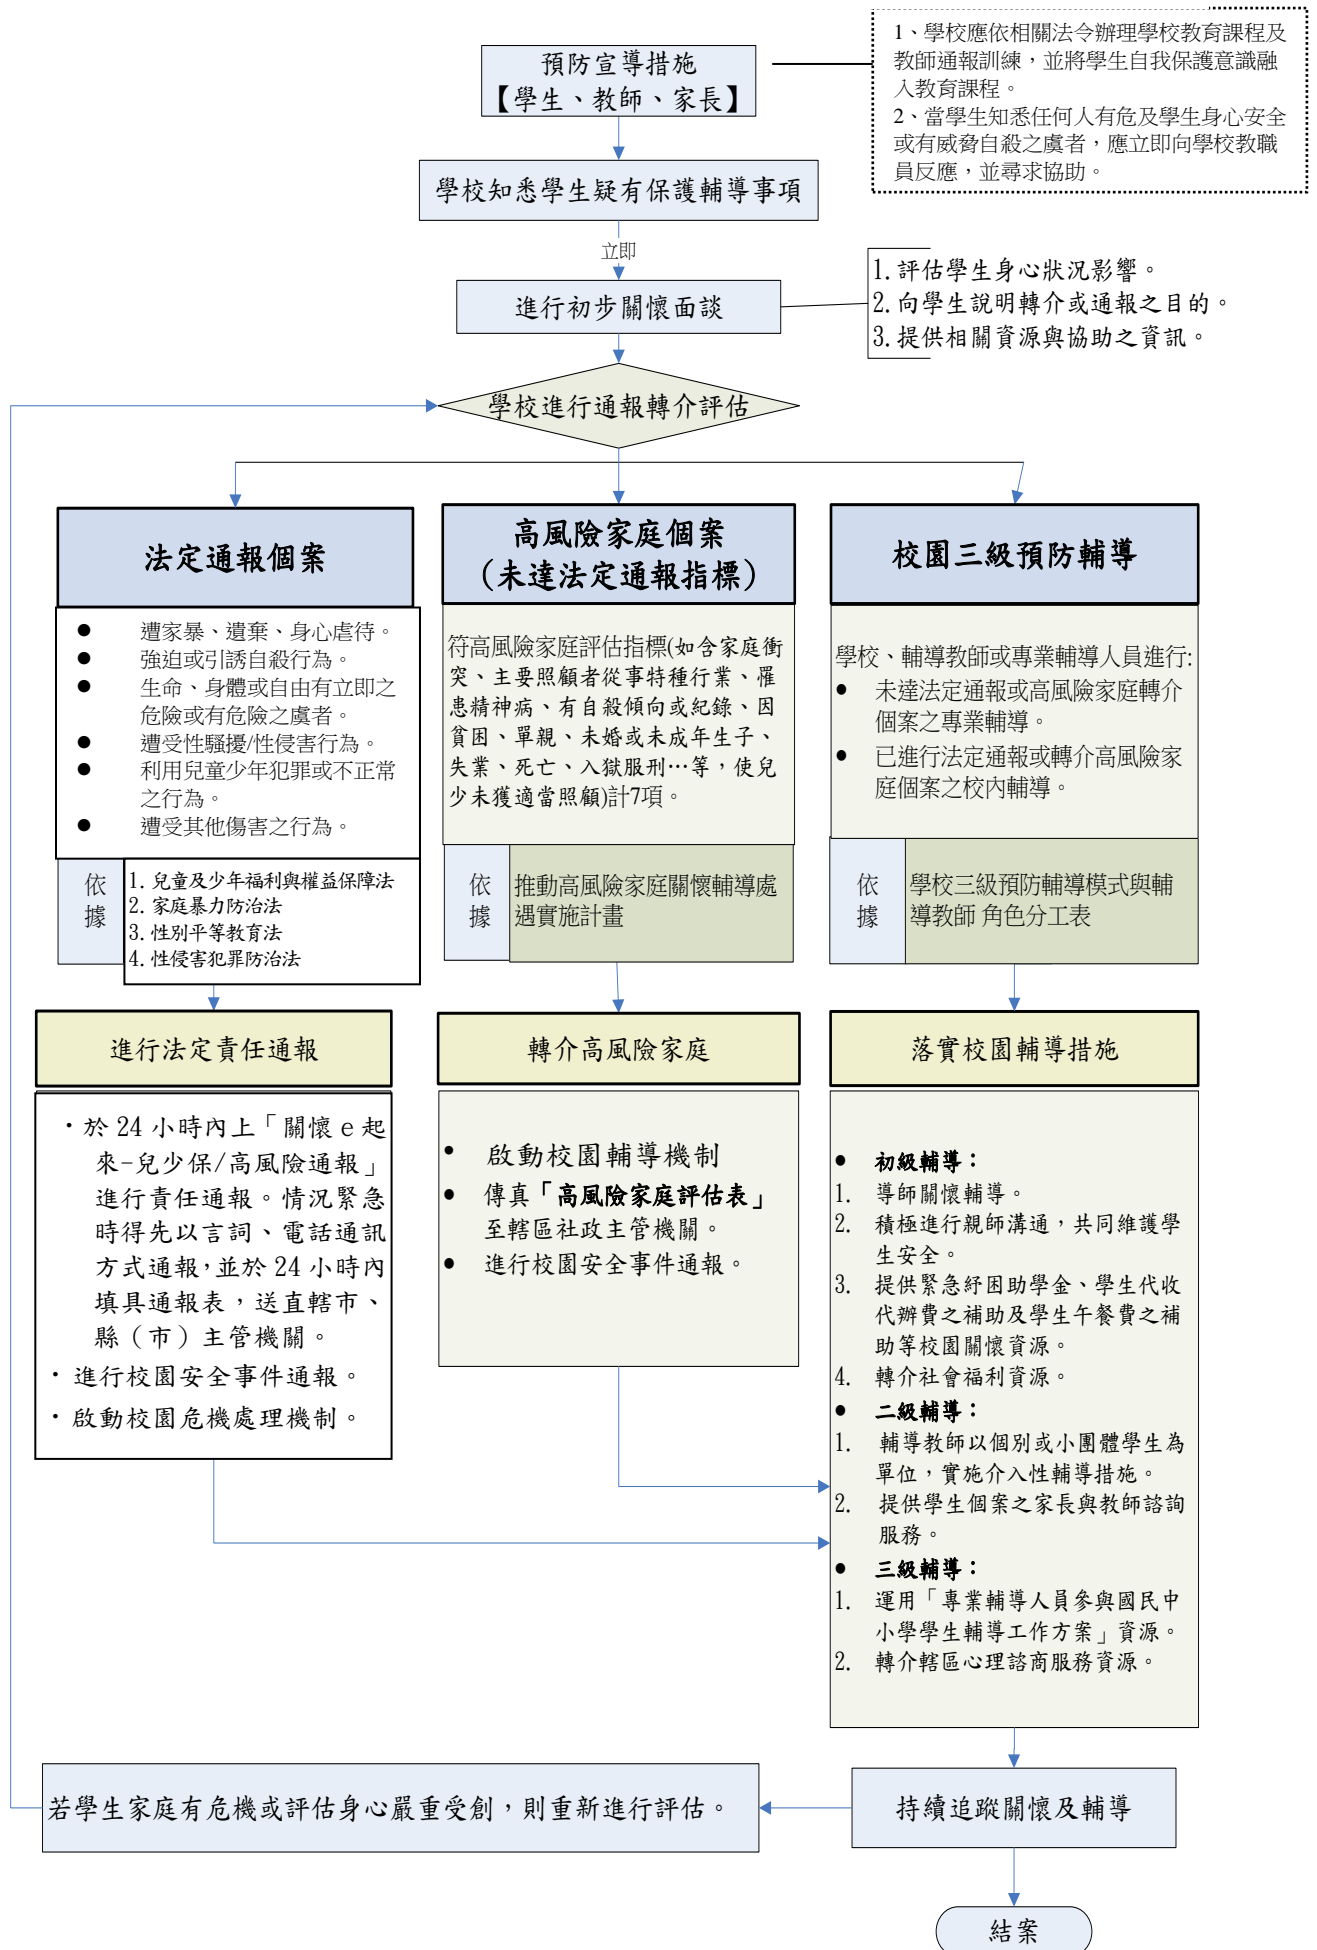 預防宣導措施
【學生、教師、家長】
1、學校應依相關法令辦理學校教育課程及
教師通報訓練，並將學生自我保護意識融
入教育課程。
2、當學生知悉任何人有危及學生身心安全
或有威脅自殺之虞者，應立即向學校教職
員反應，並尋求協助。
學校知悉學生疑有保護輔導事項
立即
進行初步關懷面談
1.評估學生身心狀況影響。
2.向學生說明轉介或通報之目的。
3.提供相關資源與協助之資訊。
學校進行通報轉介評估
法定通報個案
● 遭家暴、遺棄、身心虐待。
● 強迫或引誘自殺行為。
● 生命、身體或自由有立即之
危險或有危險之虞者。
● 遭受性騷擾/性侵害行為。
● 利用兒童少年犯罪或不正常
之行為。
● 遭受其他傷害之行為。
依
據
1. 兒童及少年福利與權益保障法
2. 家庭暴力防治法
3. 性別平等教育法
4. 性侵害犯罪防治法
高風險家庭個案
(未達法定通報指標)
符高風險家庭評估指標(如含家庭衝
突、主要照顧者從事特種行業、罹
患精神病、有自殺傾向或紀錄、因
貧困、單親、未婚或未成年生子、
失業、死亡、入獄服刑…等，使兒
少未獲適當照顧)計7項。
依
據
推動高風險家庭關懷輔導處
遇實施計畫
校園三級預防輔導
學校、輔導教師或專業輔導人員進行:
● 未達法定通報或高風險家庭轉介
個案之專業輔導。
● 已進行法定通報或轉介高風險家
庭個案之校內輔導。
依
據
學校三級預防輔導模式與輔
導教師 角色分工表
進行法定責任通報
・於 24 小時內上「關懷 e 起
來-兒少保/高風險通報」
進行責任通報。情況緊急
時得先以言詞、電話通訊
方式通報,並於 24 小時內
填具通報表，送直轄市、
縣（市）主管機關。
・進行校園安全事件通報。
・啟動校園危機處理機制。
轉介高風險家庭
● 啟動校園輔導機制
● 傳真「高風險家庭評估表」
至轄區社政主管機關。
● 進行校園安全事件通報。
落實校園輔導措施
● 初級輔導：
1. 導師關懷輔導。
2. 積極進行親師溝通，共同維護學
生安全。
3. 提供緊急紓困助學金、學生代收
代辦費之補助及學生午餐費之補
助等校園關懷資源。
4. 轉介社會福利資源。
● 二級輔導：
1. 輔導教師以個別或小團體學生為
單位，實施介入性輔導措施。
2. 提供學生個案之家長與教師諮詢
服務。
● 三級輔導：
1. 運用「專業輔導人員參與國民中
小學學生輔導工作方案」資源。
2. 轉介轄區心理諮商服務資源。
若學生家庭有危機或評估身心嚴重受創，則重新進行評估。
持續追蹤關懷及輔導
結案